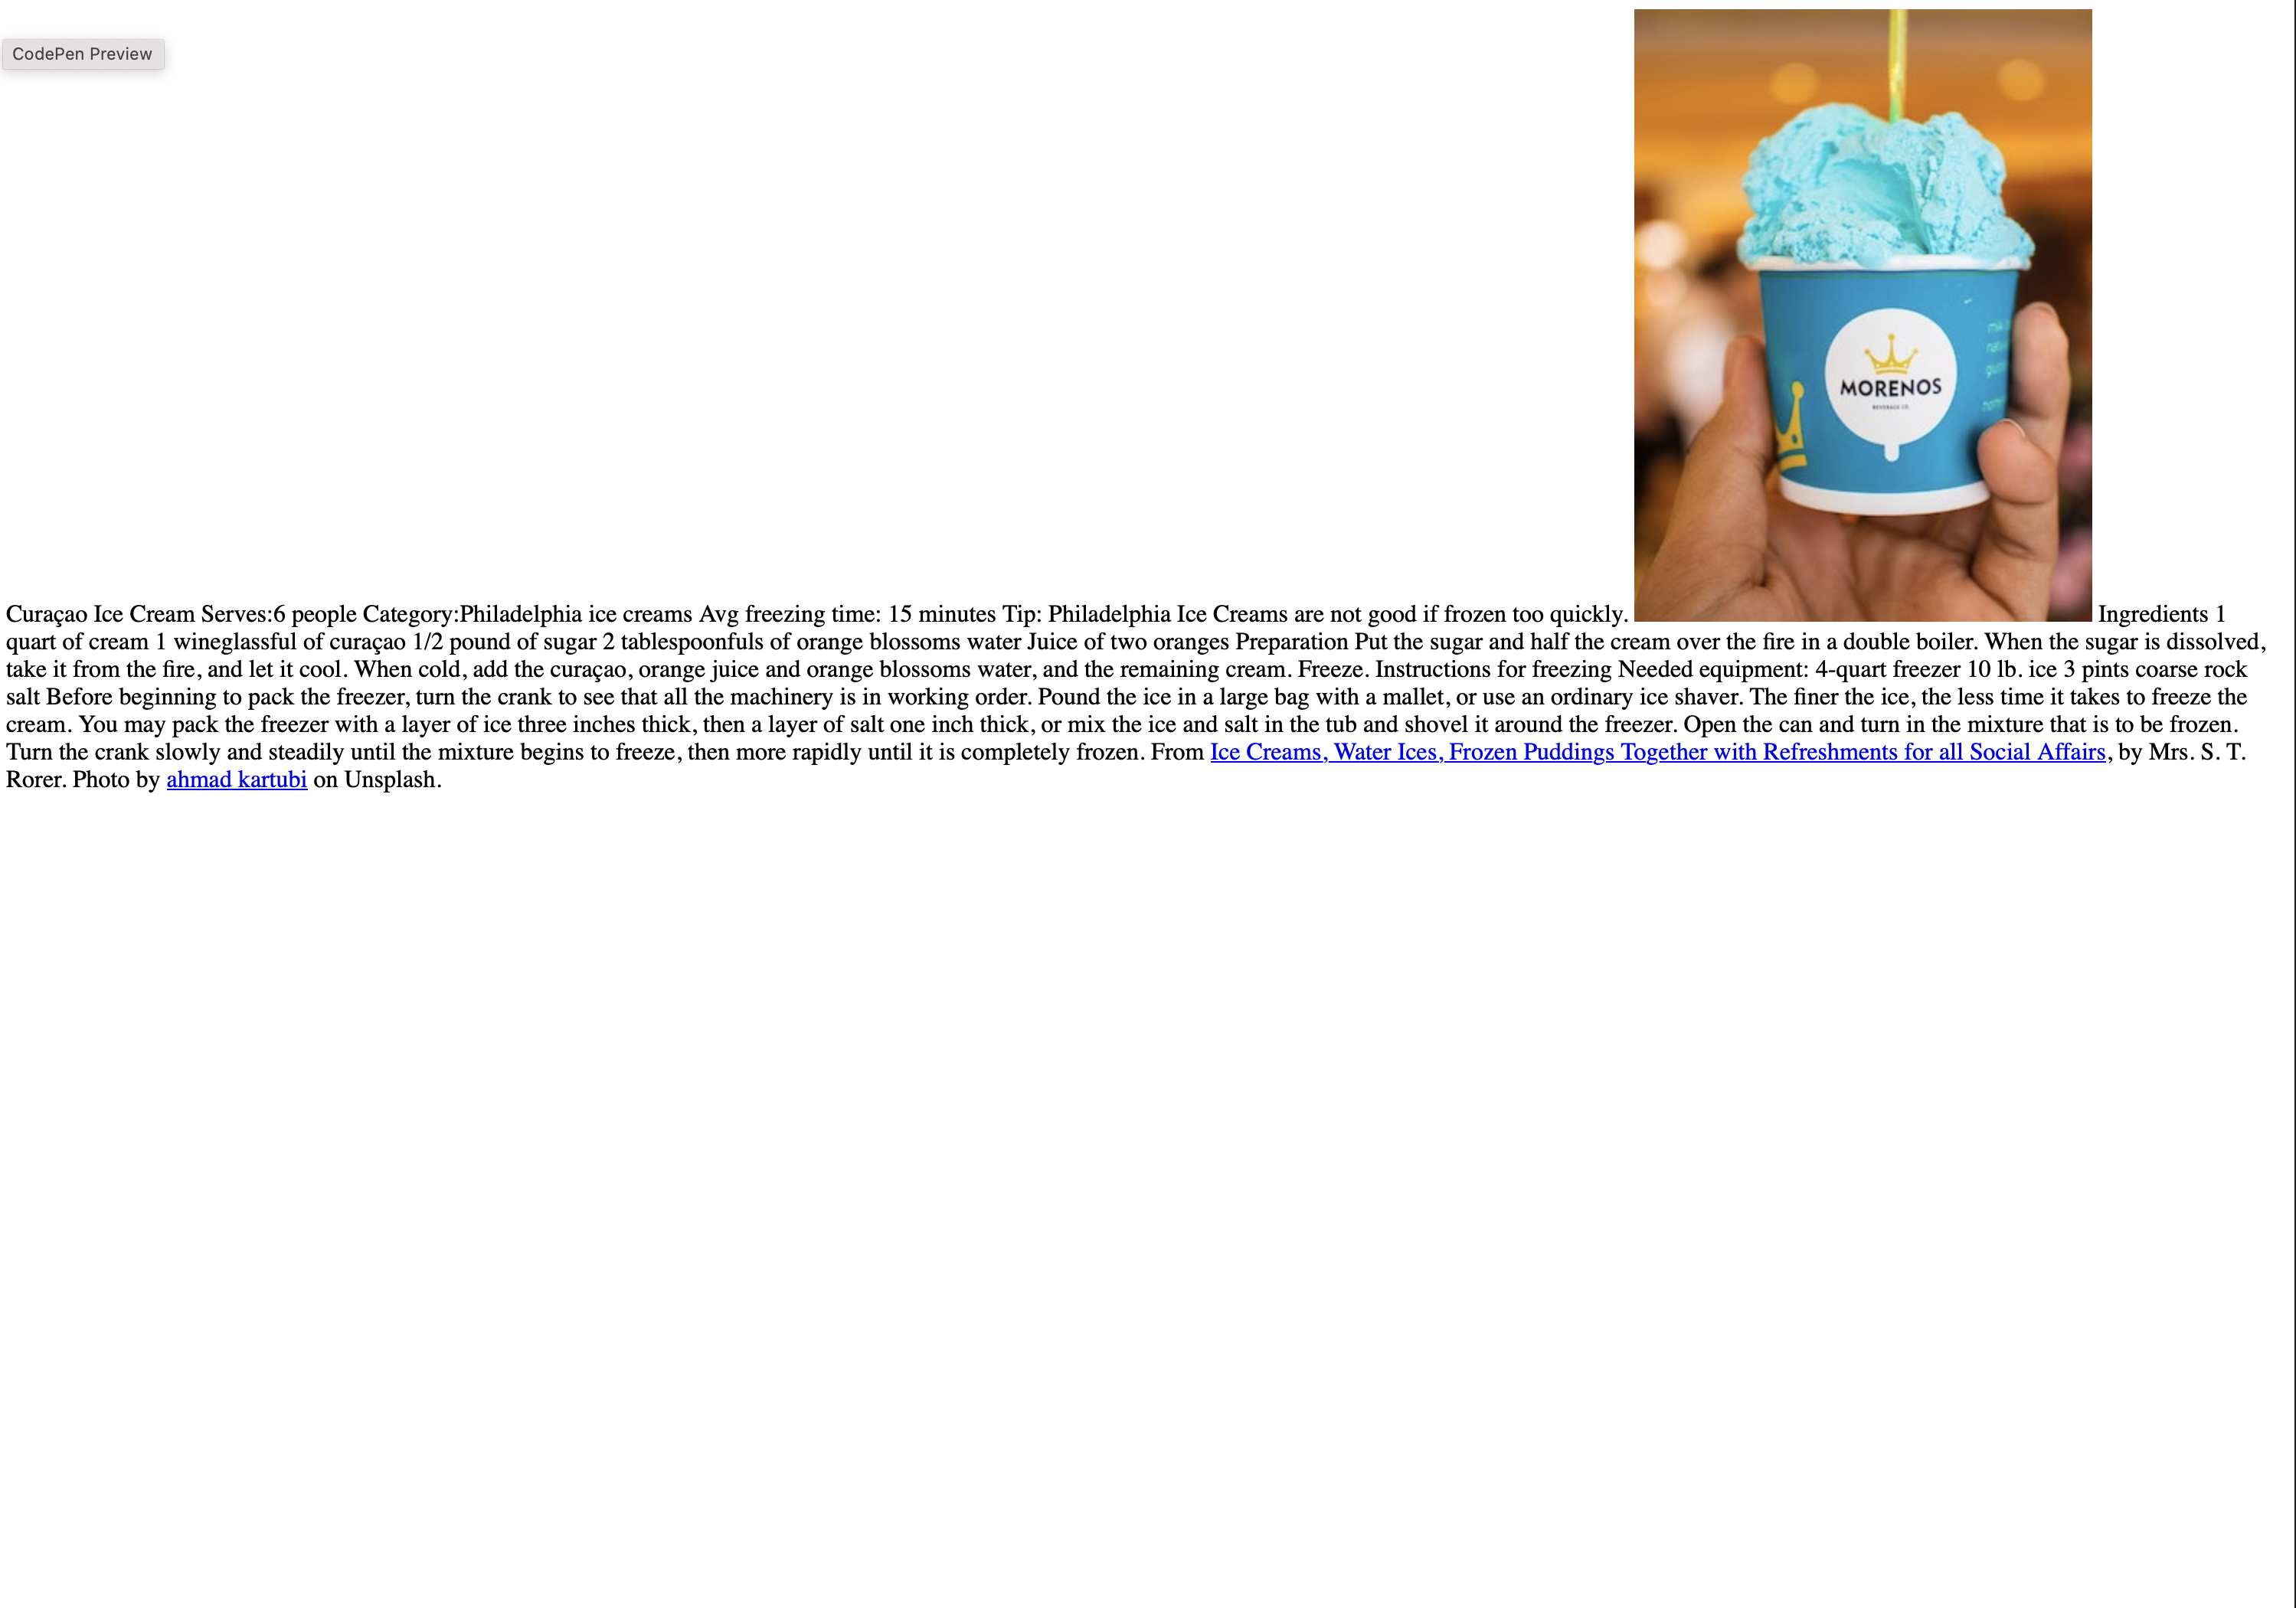 CodePen Preview
MORENOS
BEVERAGE CO.
Curaçao Ice Cream Serves:6 people Category:Philadelphia ice creams Avg freezing time: 15 minutes Tip: Philadelphia Ice Creams are not good if frozen too quickly. Ingredients 1
quart of cream 1 wineglassful of curaçao 1/2 pound of sugar 2 tablespoonfuls of orange blossoms water Juice of two oranges Preparation Put the sugar and half the cream over the fire in a double boiler. When the sugar is dissolved,
take it from the fire, and let it cool. When cold, add the curaçao, orange juice and orange blossoms water, and the remaining cream. Freeze. Instructions for freezing Needed equipment: 4-quart freezer 10 lb. ice 3 pints coarse rock
salt Before beginning to pack the freezer, turn the crank to see that all the machinery is in working order. Pound the ice in a large bag with a mallet, or use an ordinary ice shaver. The finer the ice, the less time it takes to freeze the
cream. You may pack the freezer with a layer of ice three inches thick, then a layer of salt one inch thick, or mix the ice and salt in the tub and shovel it around the freezer. Open the can and turn in the mixture that is to be frozen.
Turn the crank slowly and steadily until the mixture begins to freeze, then more rapidly until it is completely frozen. From Ice Creams, Water Ices, Frozen Puddings Together with Refreshments for all Social Affairs, by Mrs. S. T.
Rorer. Photo by ahmad kartubi on Unsplash.